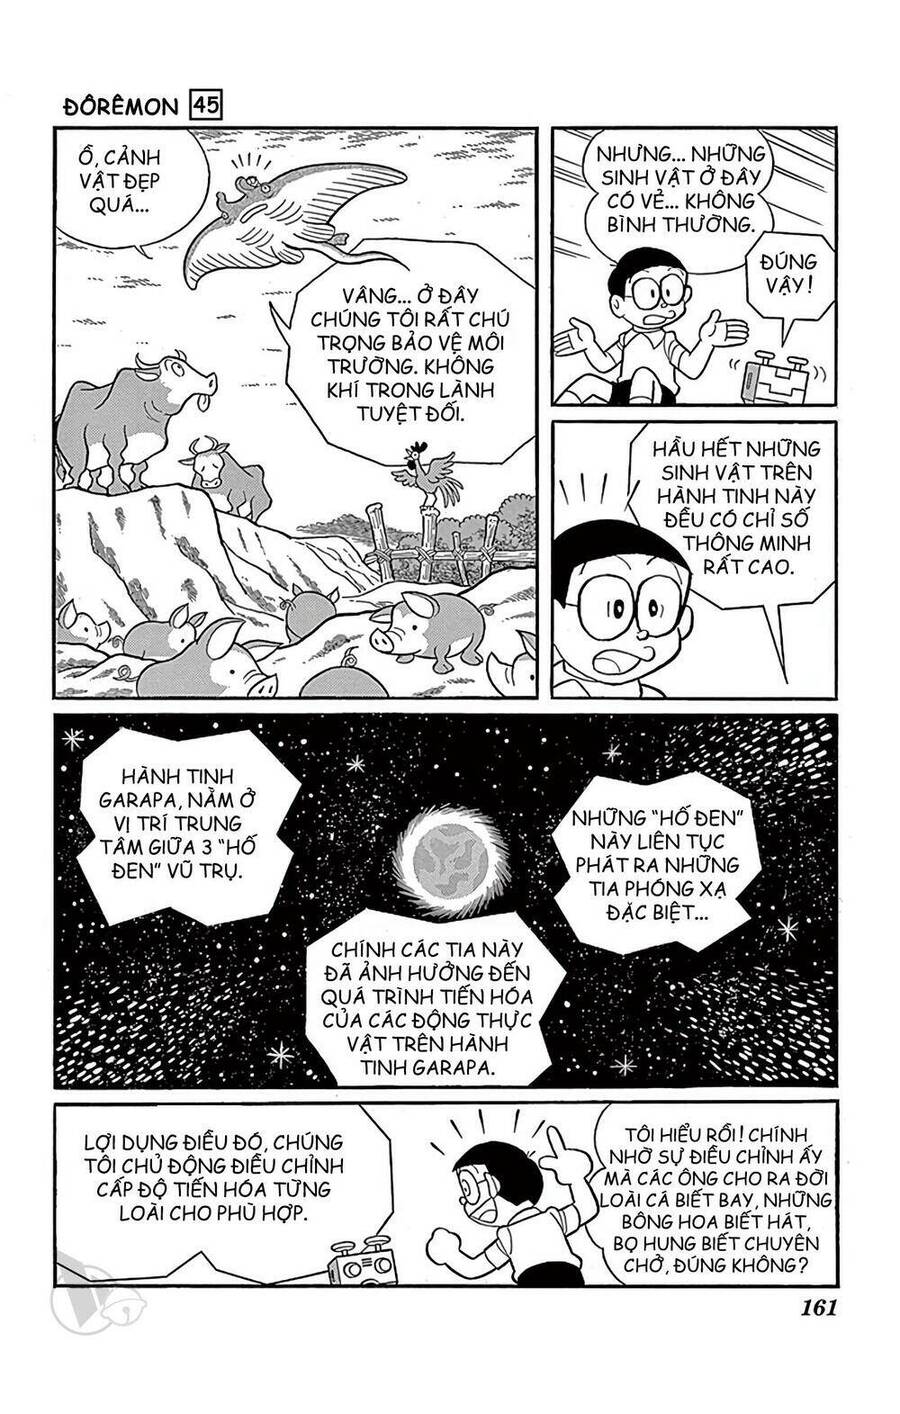 ĐÔRÊMON 45
Ồ, CẢNH
VẬT ĐẸP
QUÁ...
VÂNG... Ở ĐÂY
CHÚNG TÔI RẤT CHÚ
TRỌNG BẢO VỆ MÔI
TRƯỜNG. KHÔNG
KHÍ TRONG LÀNH
TUYỆT ĐỐI.
NHƯNG... NHỮNG
SINH VẬT Ở ĐÂY
CÓ VẺ... KHÔNG
BÌNH THƯỜNG.
ĐÚNG
VẬY!
HẦU HẾT NHỮNG
SINH VẬT TRÊN
HÀNH TINH NÀY
ĐỀU CÓ CHỈ SỐ
THÔNG MINH
RẤT CAO.
HÀNH TINH
GARAPA, NẰM Ở
VỊ TRÍ TRUNG
TÂM GIỮA 3 "HỐ
ĐEN" VŨ TRỤ.
NHỮNG "HỐ ĐEN"
NÀY LIÊN TỤC
PHÁT RA NHỮNG
TIA PHÓNG XẠ
ĐẶC BIỆT...
CHÍNH CÁC TIA NÀY
ĐÃ ẢNH HƯỞNG ĐẾN
QUÁ TRÌNH TIẾN HÓA
CỦA CÁC ĐỘNG THỰC
VẬT TRÊN HÀNH
TINH GARAPA.
LỢI DỤNG ĐIỀU ĐÓ, CHÚNG
TÔI CHỦ ĐỘNG ĐIỀU CHỈNH
CẤP ĐỘ TIẾN HÓA TỪNG
LOÀI CHO PHÙ HỢP.
TÔI HIỂU RỒI! CHÍNH
NHỜ SỰ ĐIỀU CHỈNH ẤY
MÀ CÁC ÔNG CHO RA ĐỜI
LOÀI CÁ BIẾT BAY, NHỮNG
BÔNG HOA BIẾT HÁT,
BỌ HUNG BIẾT CHUYÊN
CHỞ, ĐÚNG KHÔNG?
161